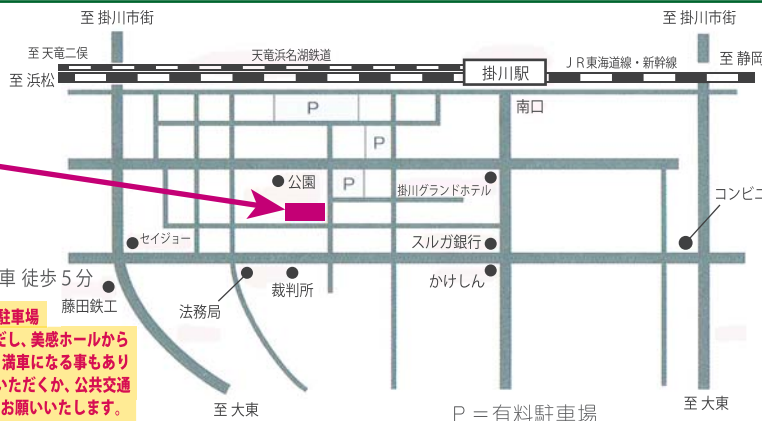 至 掛川市街
至 掛川市街
至 天竜二俣
天竜浜名湖鉄道
ＪＲ東海道線・新幹線
至 静岡
至 浜松
掛川駅
P
南口
P
公園
P
掛川グランドホテル
コンビニ
セイジョー
スルガ銀行
車 徒歩５分
かけしん
藤田鉄工
法務局
裁判所
駐車場
だし、美感ホールから
満車になる事もあり
いただくか、公共交通
お願いいたします。
至 大東
Ｐ＝有料駐車場
至 大東